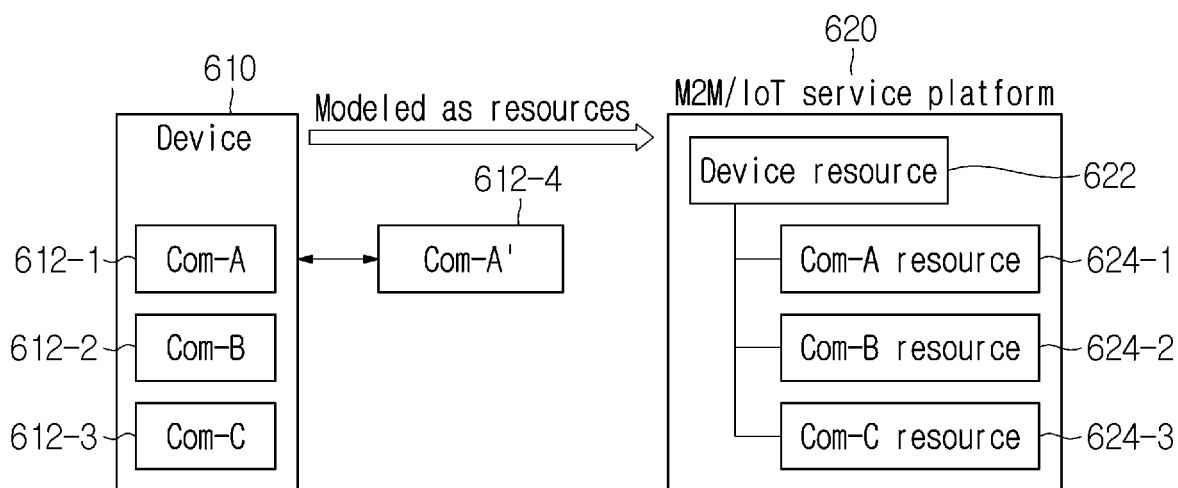 620
610
M2M/IoT service platform
Modeled as resources
Device
Device resource
622
612-4
612-1
Com-A
Com-A'
Com-A resource
624-1
612-2
Com-B
Com-B resource
624-2
612-3
Com-C
Com-C resource
624-3